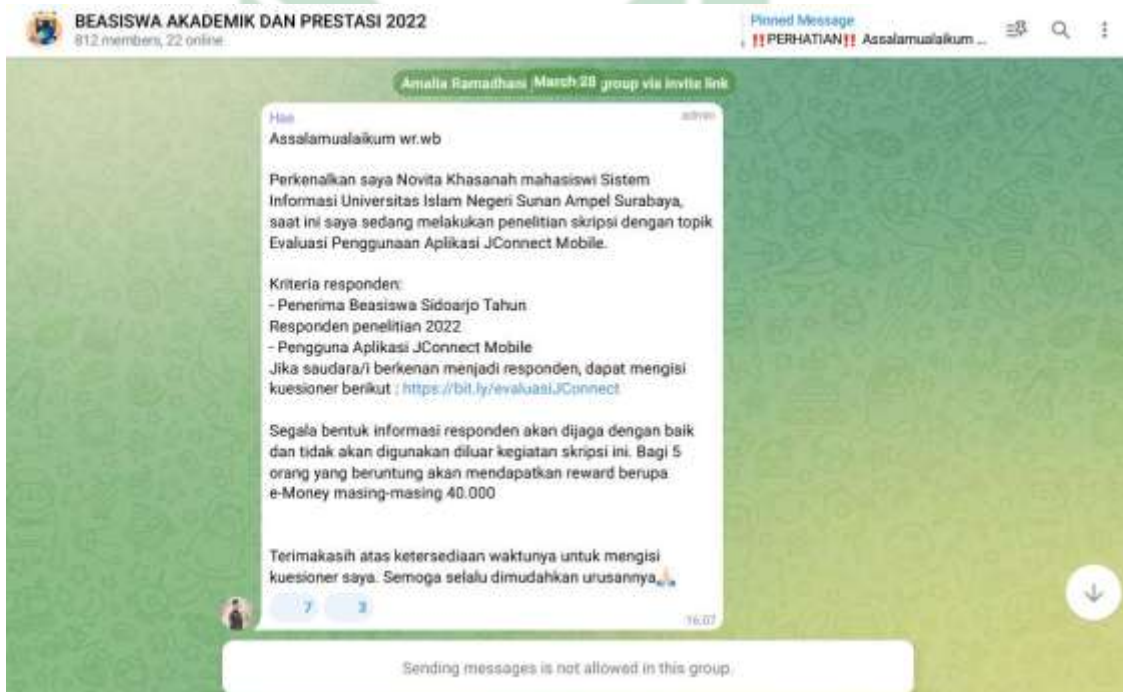 BEASISWA AKADEMIK DAN PRESTASI 2022
812 members, 22 online
Pinned Message
‼PERHATIAN‼ Assalamualaikum ...
Amalia Ramadhani March 28 group via invite link
Hae admin
Assalamualaikum wr.wb
Perkenalkan saya Novita Khasanah mahasiswi Sistem
Informasi Universitas Islam Negeri Sunan Ampel Surabaya,
saat ini saya sedang melakukan penelitian skripsi dengan topik
Evaluasi Penggunaan Aplikasi JConnect Mobile.
Kriteria responden:
- Penerima Beasiswa Sidoarjo Tahun
Responden penelitian 2022
- Pengguna Aplikasi JConnect Mobile
Jika saudara/i berkenan menjadi responden, dapat mengisi
kuesioner berikut : https://bit.ly/evaluasiJConnect
Segala bentuk informasi responden akan dijaga dengan baik
dan tidak akan digunakan diluar kegiatan skripsi ini. Bagi 5
orang yang beruntung akan mendapatkan reward berupa
e-Money masing-masing 40.000
Terimakasih atas ketersediaan waktunya untuk mengisi
kuesioner saya. Semoga selalu dimudahkan urusannya🙏🏻
7 3
16.07
Sending messages is not allowed in this group.